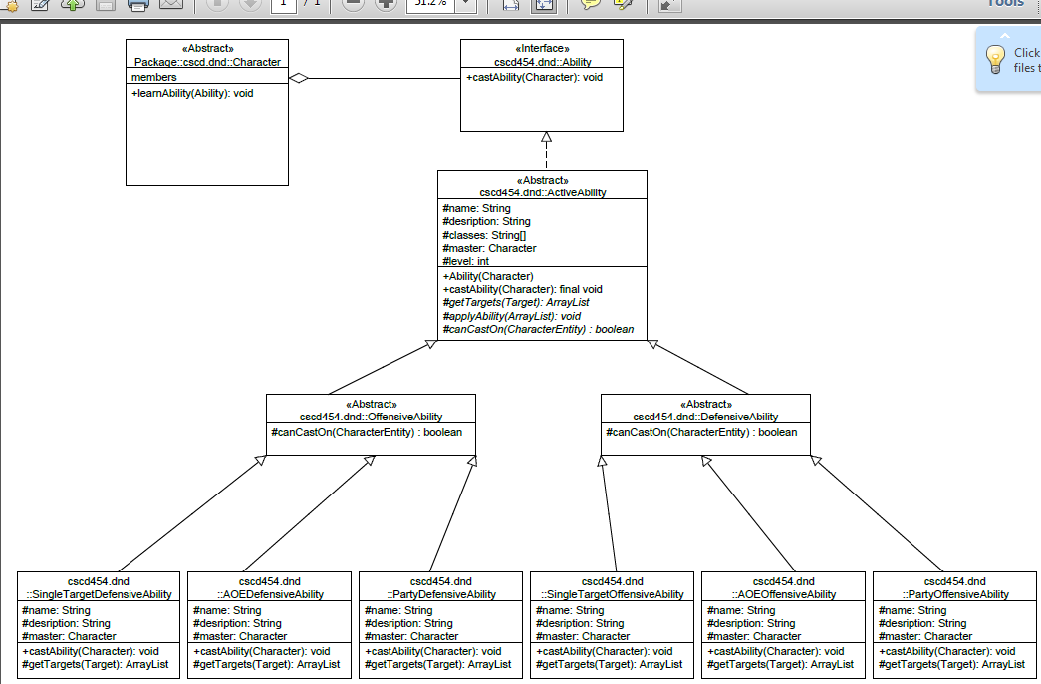 1 / 1
51.2%
Tools
Click
files t
«Abstract»
Package::cscd.dnd::Character
members
+learnAbility(Ability): void
«Interface»
cscd454.dnd::Ability
+castAbility(Character): void
«Abstract»
cscd454.dnd::ActiveAbility
#name: String
#desription: String
#classes: String[]
#master: Character
#level: int
+Ability(Character)
+castAbility(Character): final void
#getTargets(Target): ArrayList
#applyAbility(ArrayList): void
#canCastOn(CharacterEntity) : boolean
«Abstract»
cscd454.dnd::OffensiveAbility
#canCastOn(CharacterEntity) : boolean
«Abstract»
cscd454.dnd::DefensiveAbility
#canCastOn(CharacterEntity) : boolean
cscd454.dnd
::SingleTargetDefensiveAbility
#name: String
#desription: String
#master: Character
+castAbility(Character): void
#getTargets(Target): ArrayList
cscd454.dnd
::AOEDefensiveAbility
#name: String
#desription: String
#master: Character
+castAbility(Character): void
#getTargets(Target): ArrayList
cscd454.dnd
::PartyDefensiveAbility
#name: String
#desription: String
#master: Character
+castAbility(Character): void
#getTargets(Target): ArrayList
cscd454.dnd
::SingleTargetOffensiveAbility
#name: String
#desription: String
#master: Character
+castAbility(Character): void
#getTargets(Target): ArrayList
cscd454.dnd
::AOEOffensiveAbility
#name: String
#desription: String
#master: Character
+castAbility(Character): void
#getTargets(Target): ArrayList
cscd454.dnd
::PartyOffensiveAbility
#name: String
#desription: String
#master: Character
+castAbility(Character): void
#getTargets(Target): ArrayList